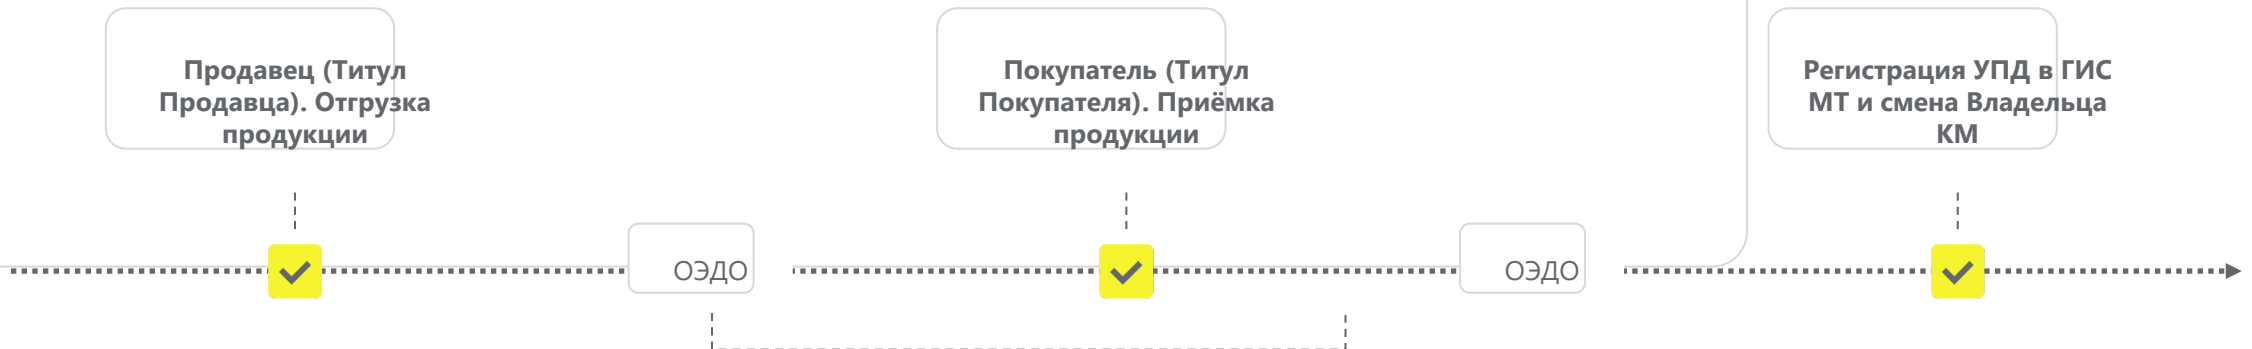 Продавец (Титул
Продавца). Отгрузка
продукции
Покупатель (Титул
Покупателя). Приёмка
продукции
Регистрация УПД в ГИС
МТ и смена Владельца
КМ
ОЭДО
ОЭДО